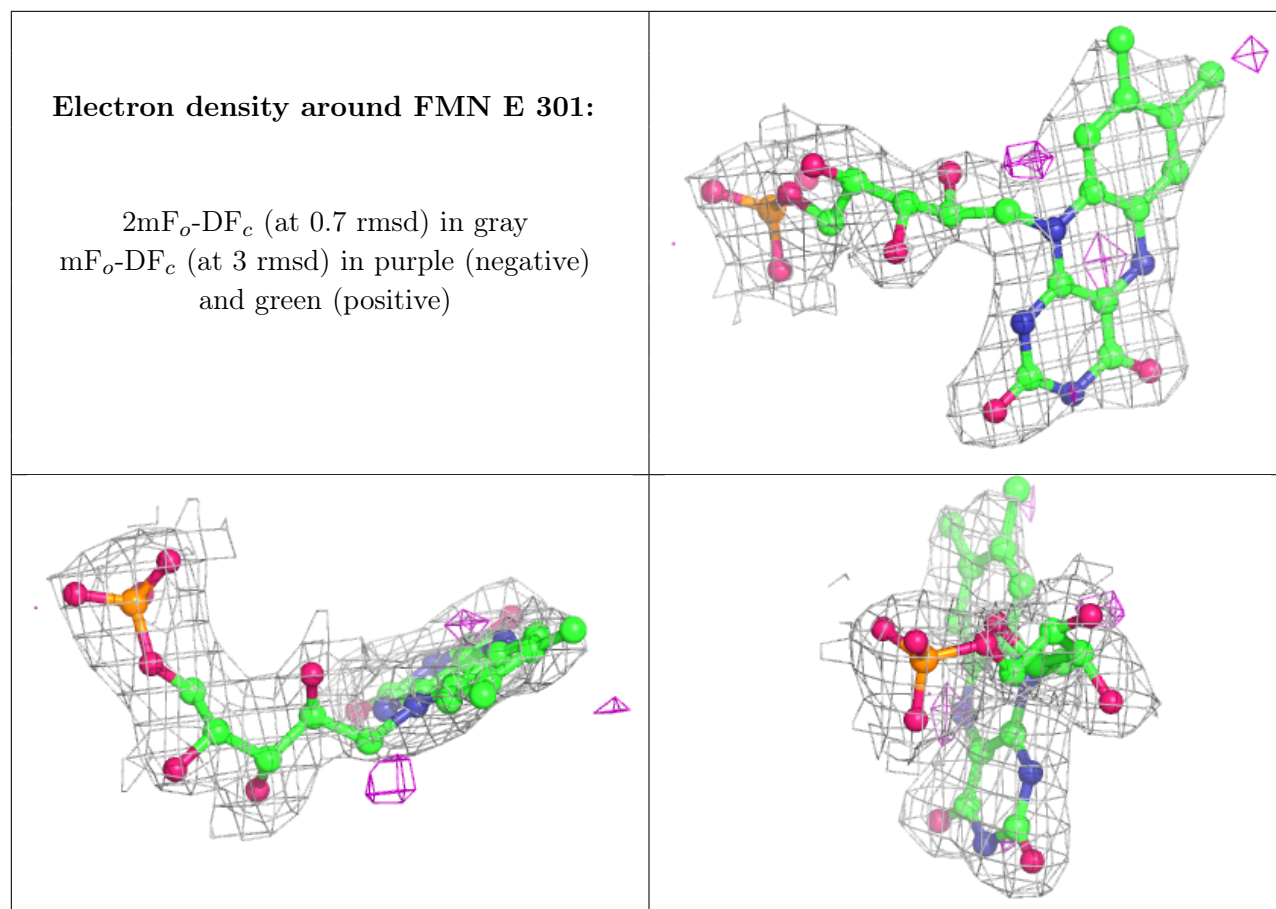 Electron density around FMN E 301:
2mFo-DFc (at 0.7 rmsd) in gray
mFo-DFc (at 3 rmsd) in purple (negative)
and green (positive)